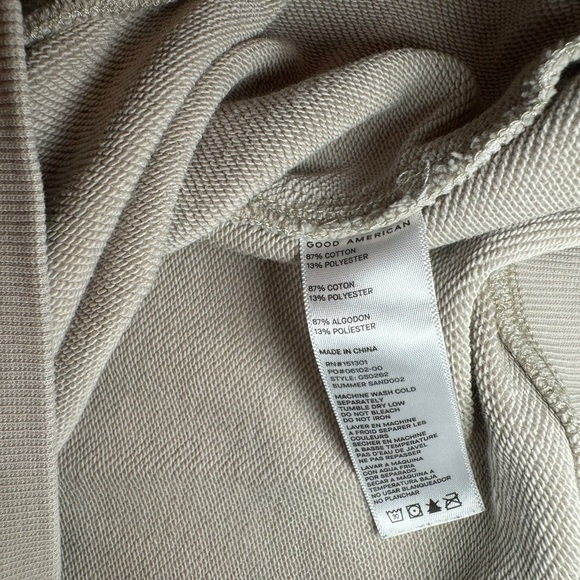 GOOD AMERICAN
87% COTTON
13% POLYESTER
87% COTON
13% POLYESTER
87% ALGODON
13% POLIESTER
MADE IN CHINA
RN#151301
PO#06102-00
STYLE: GS0262
SUMMER SAND002
MACHINE WASH COLD
SEPARATELY
TUMBLE DRY LOW
DO NOT BLEACH
DO NOT IRON
LAVER EN MACHINE
A FROID SEPARER LES
COULEURS
SECHER EN MACHINE
A BASSE TEMPERATURE
PAS D'EAU DE JAVEL
NE PAS REPASSER
LAVAR A MAQUINA
CON AGUA FRIA
POR SEPARADO
SECAR A MAQUINA A
TEMPERATURA BAJA
NO USAR BLANQUEADOR
NO PLANCHAR
30